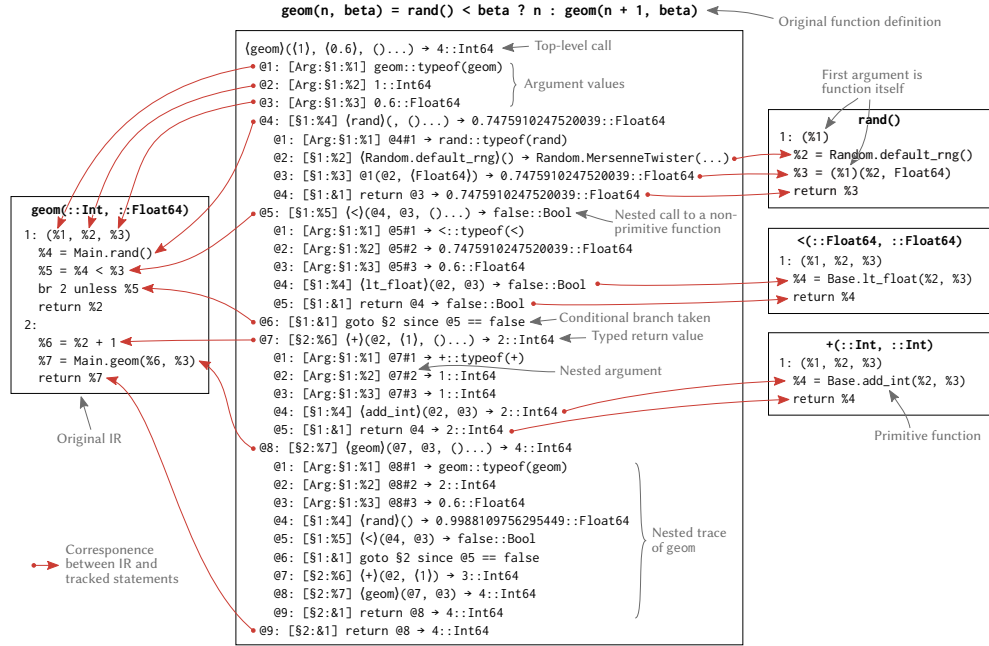 geom(n, beta) = rand() < beta ? n : geom(n + 1, beta)
Original function definition
⟨geom⟩(⟨1⟩, ⟨0.6⟩, ()...) → 4::Int64
Top-level call
@1: [Arg:§1:%1] geom::typeof(geom)
@2: [Arg:§1:%2] 1::Int64
@3: [Arg:§1:%3] 0.6::Float64
Argument values
@4: [§1:%4] ⟨rand⟩(, ()...) → 0.7475910247520039::Float64
@1: [Arg:§1:%1] @4#1 → rand::typeof(rand)
@2: [§1:%2] ⟨Random.default_rng⟩() → Random.MersenneTwister(...)
@3: [§1:%3] @1(@2, ⟨Float64⟩) → 0.7475910247520039::Float64
@4: [§1:&1] return @3 → 0.7475910247520039::Float64
@5: [§1:%5] ⟨<⟩(@4, @3, ()...) → false::Bool
Nested call to a non-
primitive function
@1: [Arg:§1:%1] @5#1 → <::typeof(<)
@2: [Arg:§1:%2] @5#2 → 0.7475910247520039::Float64
@3: [Arg:§1:%3] @5#3 → 0.6::Float64
@4: [§1:%4] ⟨lt_float⟩(@2, @3) → false::Bool
@5: [§1:&1] return @4 → false::Bool
@6: [§1:&1] goto §2 since @5 == false
Conditional branch taken
@7: [§2:%6] ⟨+⟩(@2, ⟨1⟩, ()...) → 2::Int64
Typed return value
@1: [Arg:§1:%1] @7#1 → +::typeof(+)
@2: [Arg:§1:%2] @7#2 → 1::Int64
Nested argument
@3: [Arg:§1:%3] @7#3 → 1::Int64
@4: [§1:%4] ⟨add_int⟩(@2, @3) → 2::Int64
@5: [§1:&1] return @4 → 2::Int64
@8: [§2:%7] ⟨geom⟩(@7, @3, ()...) → 4::Int64
@1: [Arg:§1:%1] @8#1 → geom::typeof(geom)
@2: [Arg:§1:%2] @8#2 → 2::Int64
@3: [Arg:§1:%3] @8#3 → 0.6::Float64
@4: [§1:%4] ⟨rand⟩() → 0.9988109756295449::Float64
@5: [§1:%5] ⟨<⟩(@4, @3) → false::Bool
@6: [§1:&1] goto §2 since @5 == false
@7: [§2:%6] ⟨+⟩(@2, ⟨1⟩) → 3::Int64
@8: [§2:%7] ⟨geom⟩(@7, @3) → 4::Int64
@9: [§2:&1] return @8 → 4::Int64
Nested trace
of geom
@9: [§2:&1] return @8 → 4::Int64
geom(::Int, ::Float64)
1: (%1, %2, %3)
%4 = Main.rand()
%5 = %4 < %3
br 2 unless %5
return %2
2:
%6 = %2 + 1
%7 = Main.geom(%6, %3)
return %7
Original IR
Corresponence
between IR and
tracked statements
First argument is
function itself
rand()
1: (%1)
%2 = Random.default_rng()
%3 = (%1)(%2, Float64)
return %3
<(::Float64, ::Float64)
1: (%1, %2, %3)
%4 = Base.lt_float(%2, %3)
return %4
+(::Int, ::Int)
1: (%1, %2, %3)
%4 = Base.add_int(%2, %3)
return %4
Primitive function